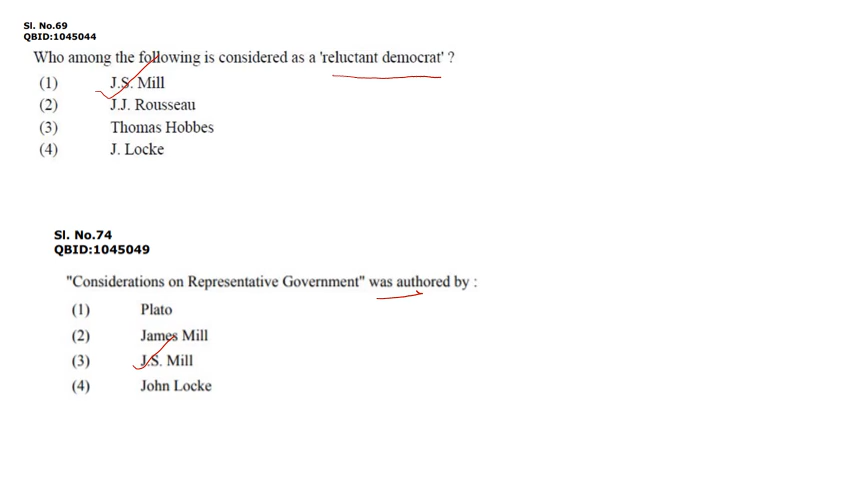 Sl. No.69
QBID:1045044
Who among the following is considered as a 'reluctant democrat' ?
(1) J.S. Mill
(2) J.J. Rousseau
(3) Thomas Hobbes
(4) J. Locke
Sl. No.74
QBID:1045049
"Considerations on Representative Government" was authored by :
(1) Plato
(2) James Mill
(3) J.S. Mill
(4) John Locke